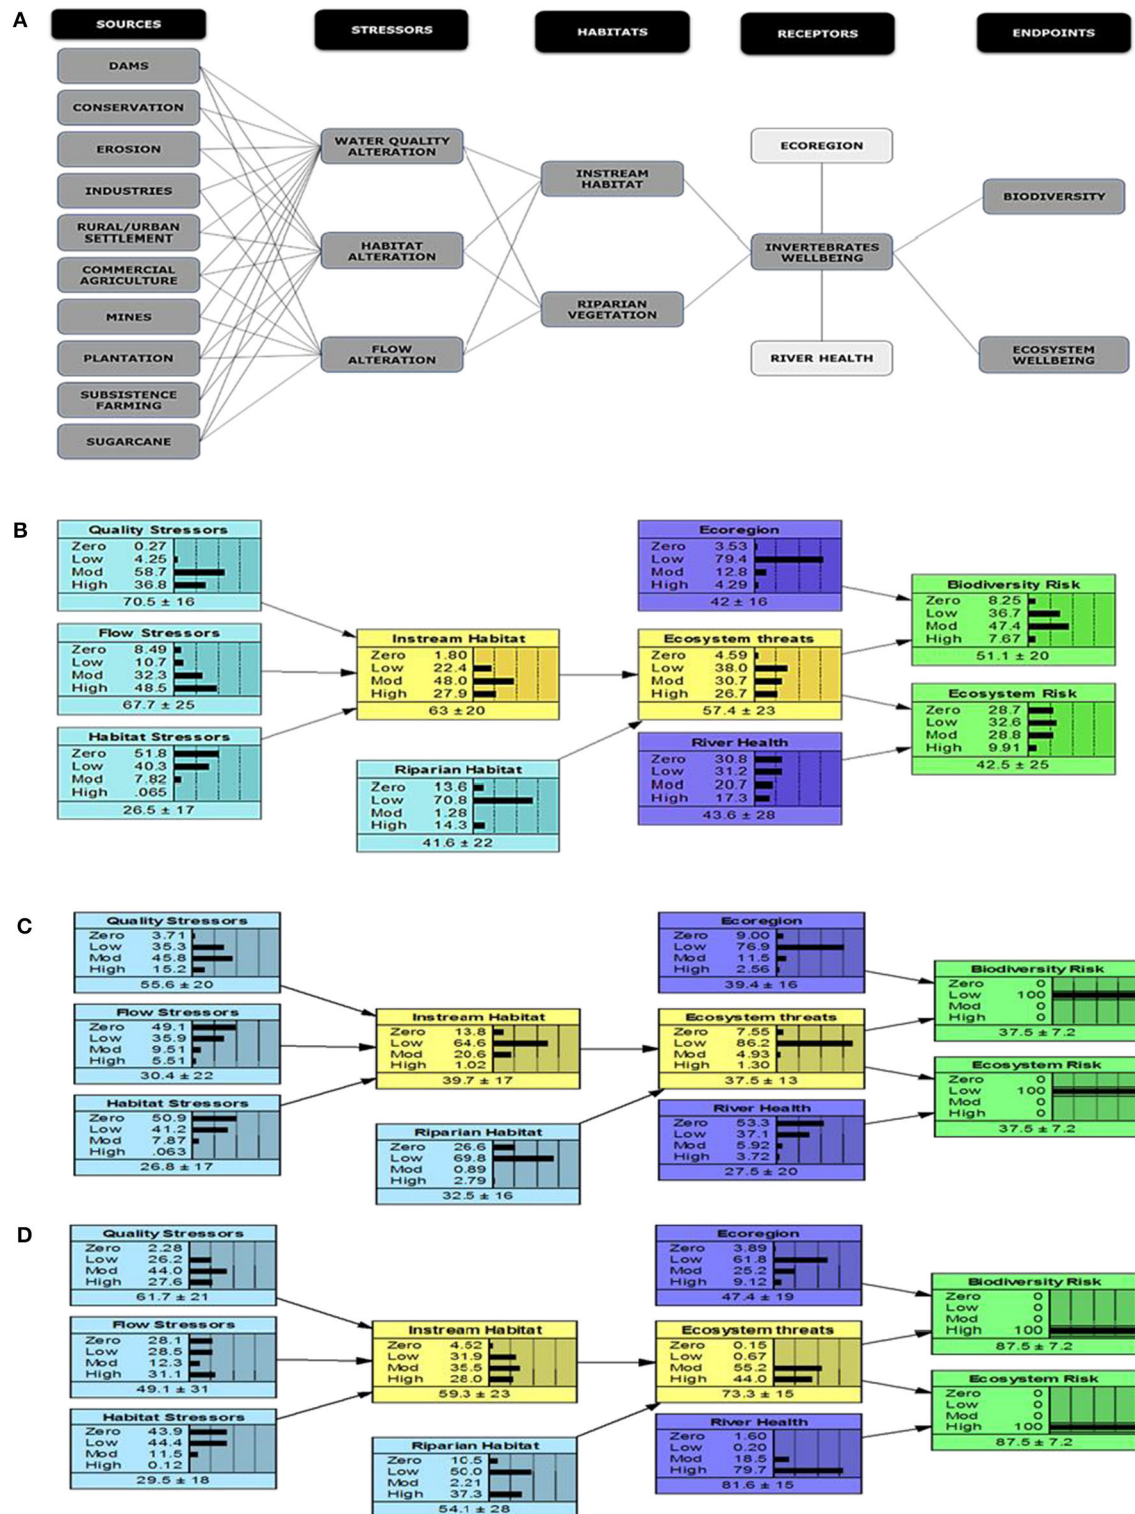 A
SOURCES
STRESSORS
HABITATS
RECEPTORS
ENDPOINTS
DAMS
CONSERVATION
EROSION
INDUSTRIES
RURAL/URBAN
SETTLEMENT
COMMERCIAL
AGRICULTURE
MINES
PLANTATION
SUBSISTENCE
FARMING
SUGARCANE
WATER QUALITY
ALTERATION
HABITAT
ALTERATION
FLOW
ALTERATION
INSTREAM
HABITAT
RIPARIAN
VEGETATION
ECOREGION
INVERTEBRATES
WELLBEING
RIVER HEALTH
BIODIVERSITY
ECOSYSTEM
WELLBEING
B
Quality Stressors
Zero 0.27
Low 4.25
Mod 58.7
High 36.8
70.5 ± 16
Flow Stressors
Zero 8.49
Low 10.7
Mod 32.3
High 48.5
67.7 ± 25
Habitat Stressors
Zero 51.8
Low 40.3
Mod 7.82
High .065
26.5 ± 17
Instream Habitat
Zero 1.80
Low 22.4
Mod 48.0
High 27.9
63 ± 20
Riparian Habitat
Zero 13.6
Low 70.8
Mod 1.28
High 14.3
41.6 ± 22
Ecoregion
Zero 3.53
Low 79.4
Mod 12.8
High 4.29
42 ± 16
Ecosystem threats
Zero 4.59
Low 38.0
Mod 30.7
High 26.7
57.4 ± 23
River Health
Zero 30.8
Low 31.2
Mod 20.7
High 17.3
43.6 ± 28
Biodiversity Risk
Zero 8.25
Low 36.7
Mod 47.4
High 7.67
51.1 ± 20
Ecosystem Risk
Zero 28.7
Low 32.6
Mod 28.8
High 9.91
42.5 ± 25
C
Quality Stressors
Zero 3.71
Low 35.3
Mod 45.8
High 15.2
55.6 ± 20
Flow Stressors
Zero 49.1
Low 35.9
Mod 9.51
High 5.51
30.4 ± 22
Habitat Stressors
Zero 50.9
Low 41.2
Mod 7.87
High .063
26.8 ± 17
Instream Habitat
Zero 13.8
Low 64.6
Mod 20.6
High 1.02
39.7 ± 17
Riparian Habitat
Zero 26.6
Low 69.8
Mod 0.89
High 2.79
32.5 ± 16
Ecoregion
Zero 9.00
Low 76.9
Mod 11.5
High 2.56
39.4 ± 16
Ecosystem threats
Zero 7.55
Low 86.2
Mod 4.93
High 1.30
37.5 ± 13
River Health
Zero 53.3
Low 37.1
Mod 5.92
High 3.72
27.5 ± 20
Biodiversity Risk
Zero 0
Low 100
Mod 0
High 0
37.5 ± 7.2
Ecosystem Risk
Zero 0
Low 100
Mod 0
High 0
37.5 ± 7.2
D
Quality Stressors
Zero 2.28
Low 26.2
Mod 44.0
High 27.6
61.7 ± 21
Flow Stressors
Zero 28.1
Low 28.5
Mod 12.3
High 31.1
49.1 ± 31
Habitat Stressors
Zero 43.9
Low 44.4
Mod 11.5
High 0.12
29.5 ± 18
Instream Habitat
Zero 4.52
Low 31.9
Mod 35.5
High 28.0
59.3 ± 23
Riparian Habitat
Zero 10.5
Low 50.0
Mod 2.21
High 37.3
54.1 ± 28
Ecoregion
Zero 3.89
Low 61.8
Mod 25.2
High 9.12
47.4 ± 19
Ecosystem threats
Zero 0.15
Low 0.67
Mod 55.2
High 44.0
73.3 ± 15
River Health
Zero 1.60
Low 0.20
Mod 18.5
High 79.7
81.6 ± 15
Biodiversity Risk
Zero 0
Low 0
Mod 0
High 100
87.5 ± 7.2
Ecosystem Risk
Zero 0
Low 0
Mod 0
High 100
87.5 ± 7.2